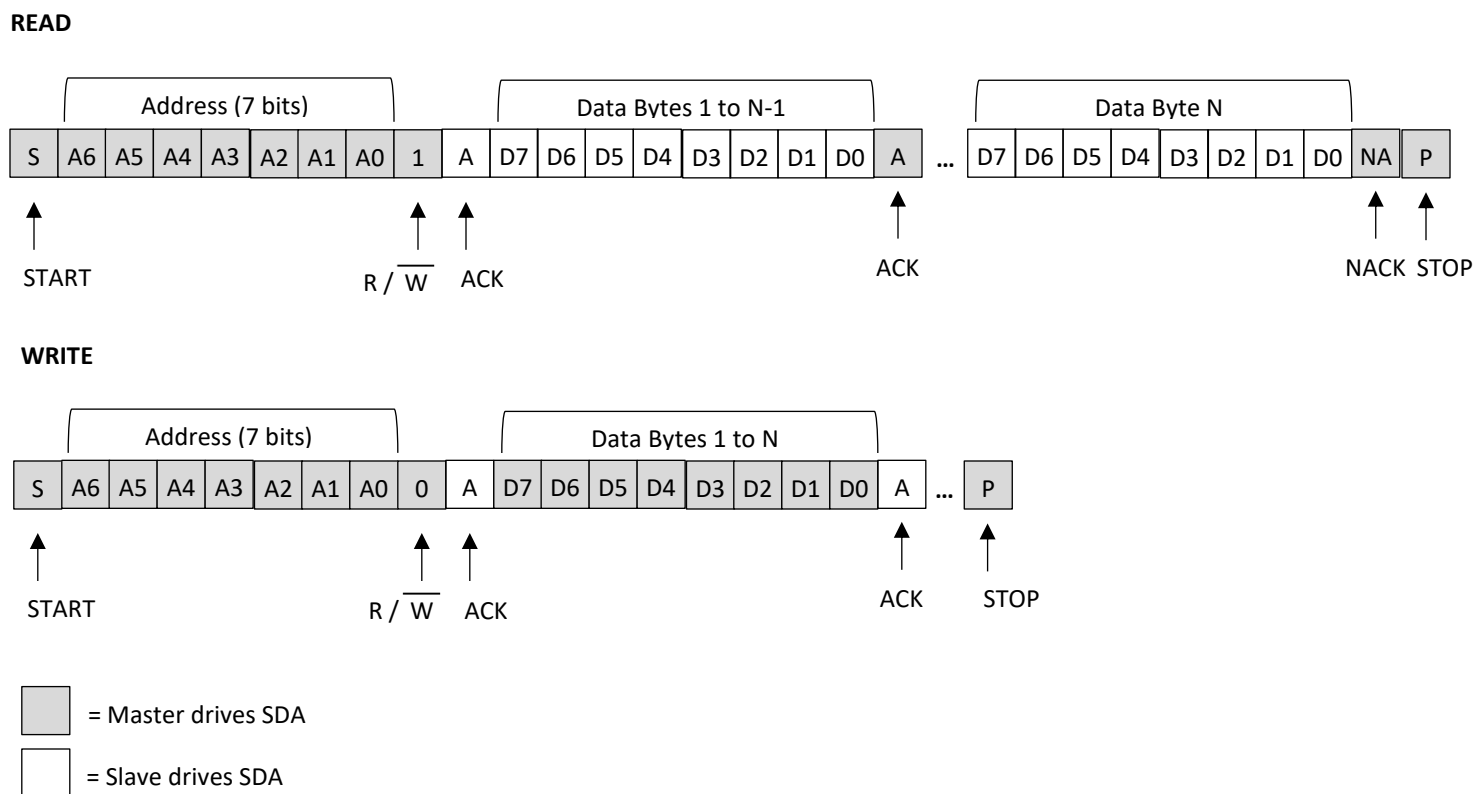 READ
Address (7 bits) Data Bytes 1 to N-1 Data Byte N
S A6 A5 A4 A3 A2 A1 A0 1 A D7 D6 D5 D4 D3 D2 D1 D0 A ... D7 D6 D5 D4 D3 D2 D1 D0 NA P
START R / W̅ ACK ACK NACK STOP
WRITE
Address (7 bits) Data Bytes 1 to N
S A6 A5 A4 A3 A2 A1 A0 0 A D7 D6 D5 D4 D3 D2 D1 D0 A ... P
START R / W̅ ACK ACK STOP
= Master drives SDA
= Slave drives SDA